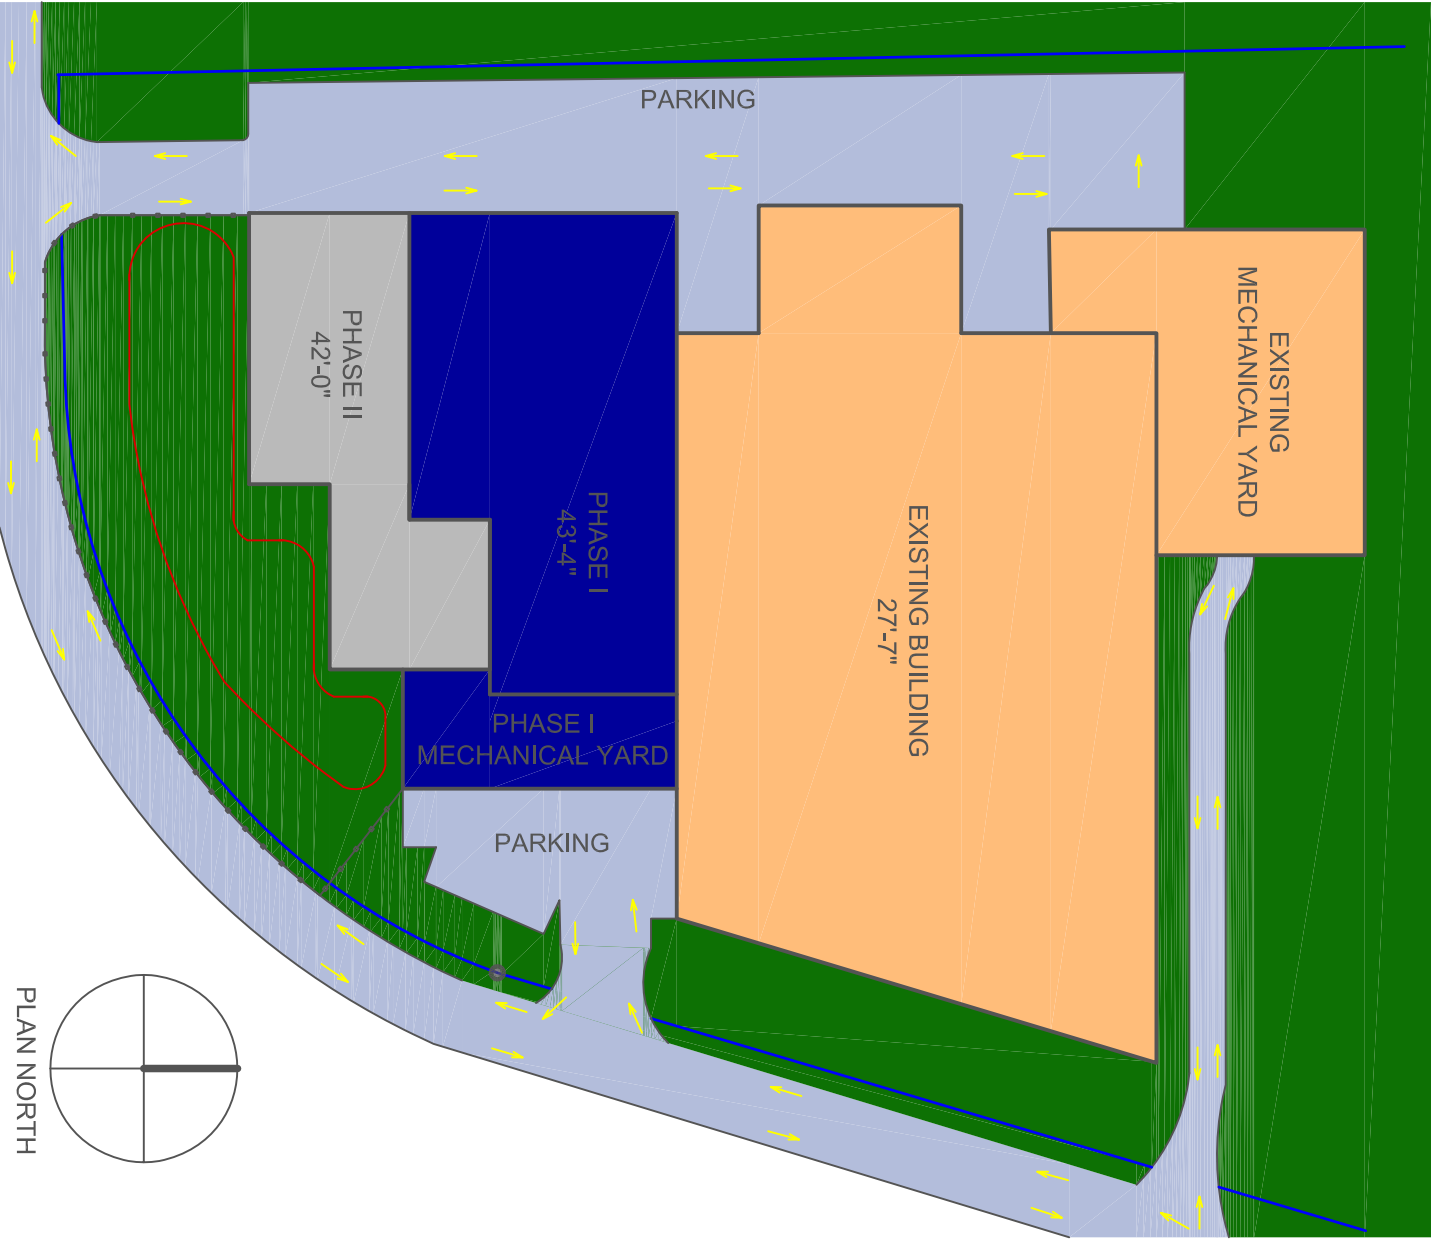 PARKING
EXISTING
MECHANICAL YARD
PHASE II
42'-0"
PHASE I
43'-4"
EXISTING BUILDING
27'-7"
PHASE I
MECHANICAL YARD
PARKING
PLAN NORTH